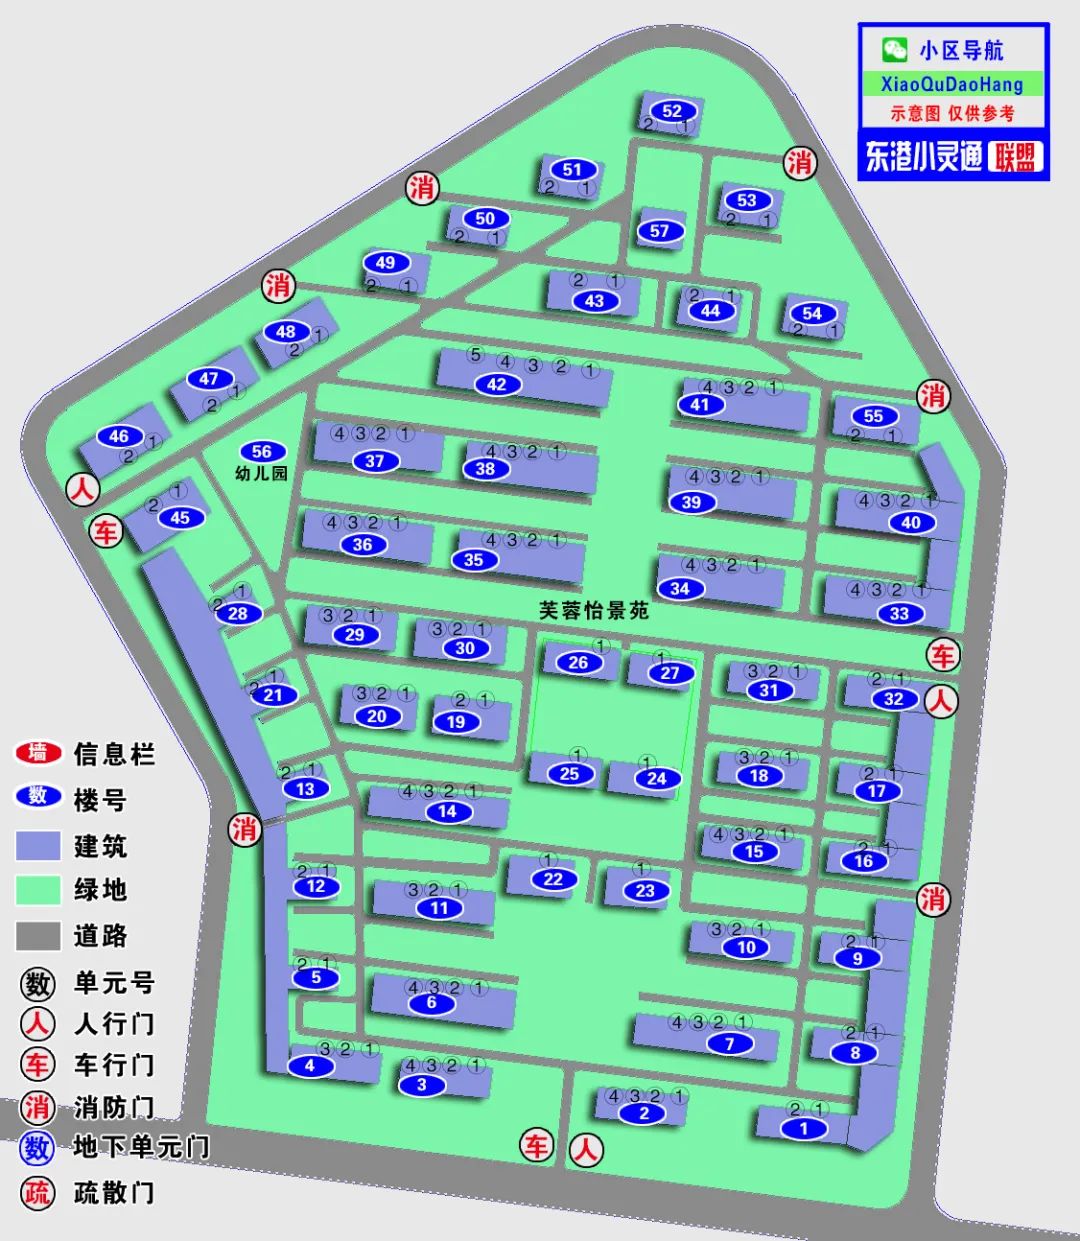 小区导航
XiaoQuDaoHang
示意图 仅供参考
东港小灵通 联盟
52
2 1
消
51
2 1
消
53
2 1
50
2 1
57
49
2 1
消
2 1
43
2 1
44
54
2 1
48
2 1
5 4 3 2 1
42
47
2 1
4 3 2 1
41
消
55
2 1
46
2 1
4 3 2 1
37
4 3 2 1
38
56
幼儿园
4 3 2 1
39
人
2 1
45
车
4 3 2 1
40
4 3 2 1
36
4 3 2 1
35
4 3 2 1
34
4 3 2 1
33
2 1
28
芙蓉怡景苑
3 2 1
29
3 2 1
30
1
26
1
27
车
3 2 1
31
2 1
32
人
2 1
21
3 2 1
20
2 1
19
1
25
1
24
3 2 1
18
2 1
17
2 1
13
4 3 2 1
14
消
4 3 2 1
15
2 1
16
2 1
12
3 2 1
11
1
22
1
23
消
3 2 1
10
2 1
9
2 1
5
4 3 2 1
6
4 3 2 1
7
2 1
8
3 2 1
4
4 3 2 1
3
4 3 2 1
2
2 1
1
车
人
墙 信息栏
数 楼号
建筑
绿地
道路
数 单元号
人 人行门
车 车行门
消 消防门
数 地下单元门
疏 疏散门